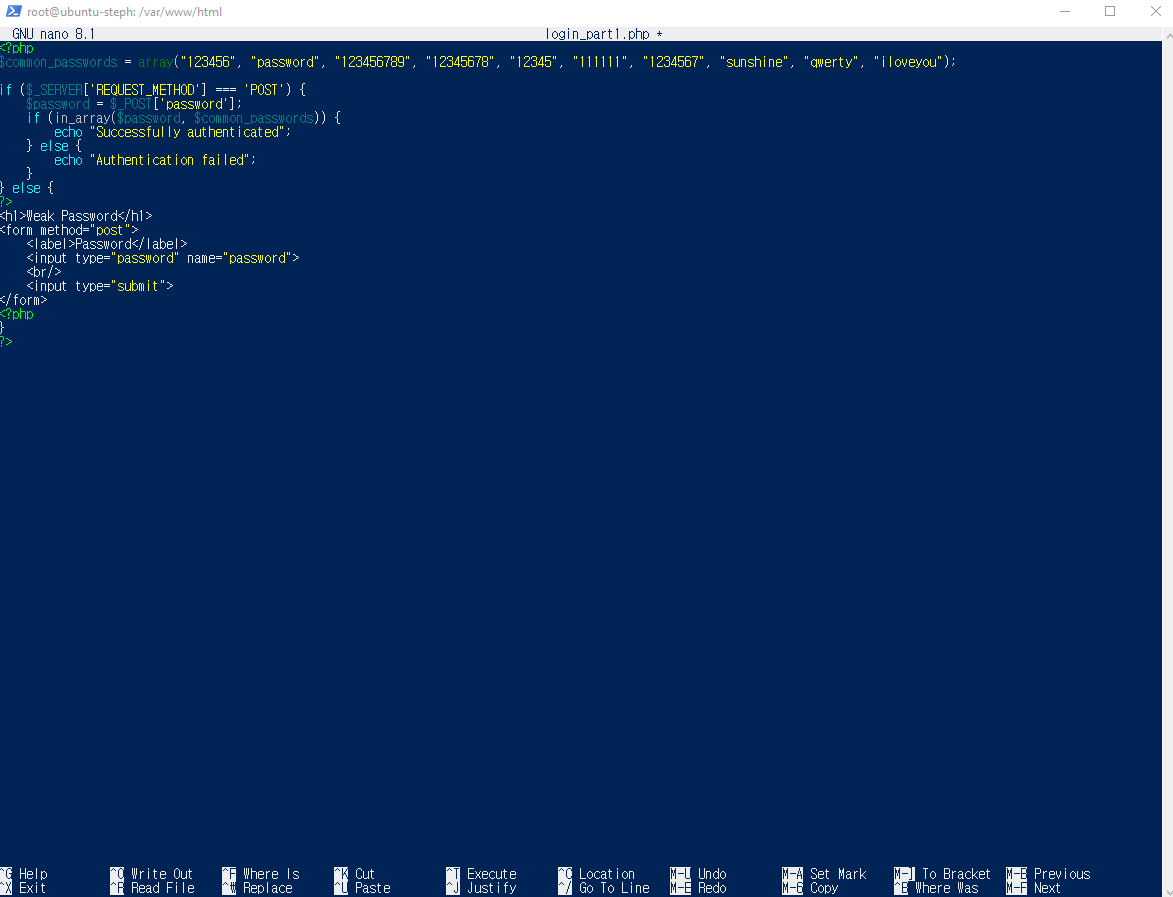 root@ubuntu-steph: /var/www/html
GNU nano 8.1 login_part1.php *
<?php
$common_passwords = array("123456", "password", "123456789", "12345678", "12345", "111111", "1234567", "sunshine", "qwerty", "iloveyou");
if ($_SERVER['REQUEST_METHOD'] === 'POST') {
    $password = $_POST['password'];
    if (in_array($password, $common_passwords)) {
        echo "Successfully authenticated";
    } else {
        echo "Authentication failed";
    }
} else {
?>
<h1>Weak Password</h1>
<form method="post">
    <label>Password</label>
    <input type="password" name="password">
    <br/>
    <input type="submit">
</form>
<?php
}
?>
^G Help ^O Write Out ^F Where Is ^K Cut ^T Execute ^C Location M-U Undo M-A Set Mark M-] To Bracket M-B Previous
^X Exit ^R Read File ^\ Replace ^U Paste ^J Justify ^/ Go To Line M-E Redo M-6 Copy ^B Where Was M-F Next